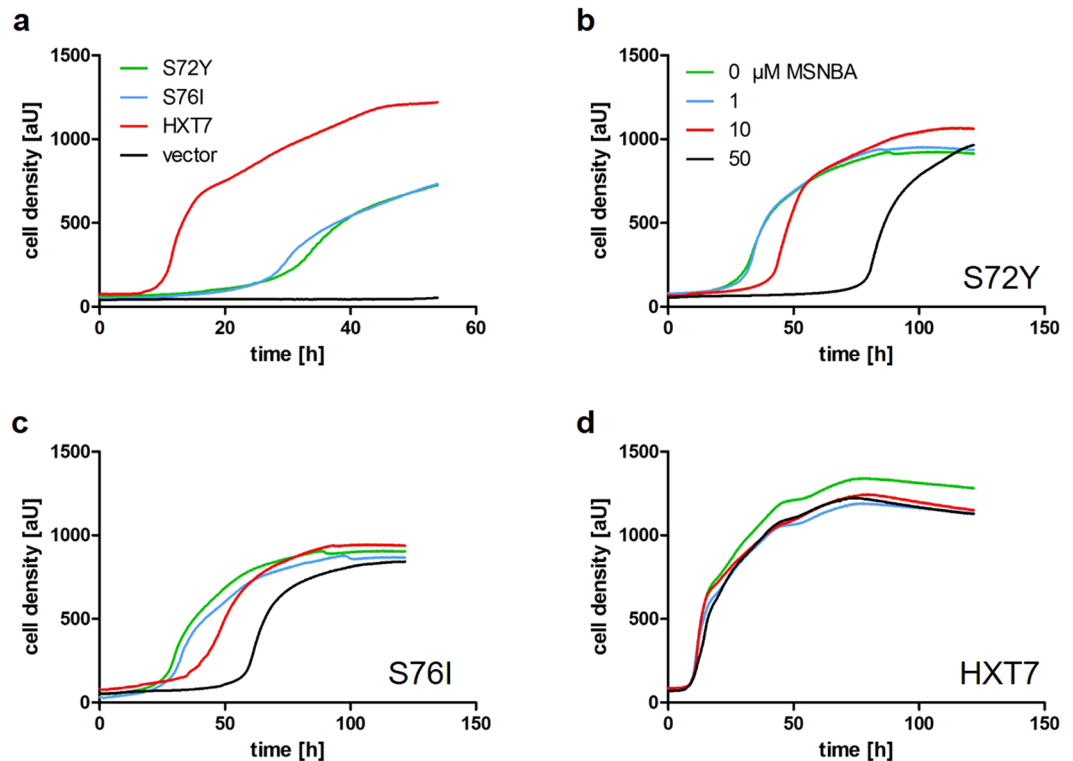 a
1500
1000
500
0
cell density [aU]
S72Y
S76I
HXT7
vector
0 20 40 60
time [h]
b
1500
1000
500
0
cell density [aU]
0 µM MSNBA
1
10
50
S72Y
0 50 100 150
time [h]
c
1500
1000
500
0
cell density [aU]
S76I
0 50 100 150
time [h]
d
1500
1000
500
0
cell density [aU]
HXT7
0 50 100 150
time [h]